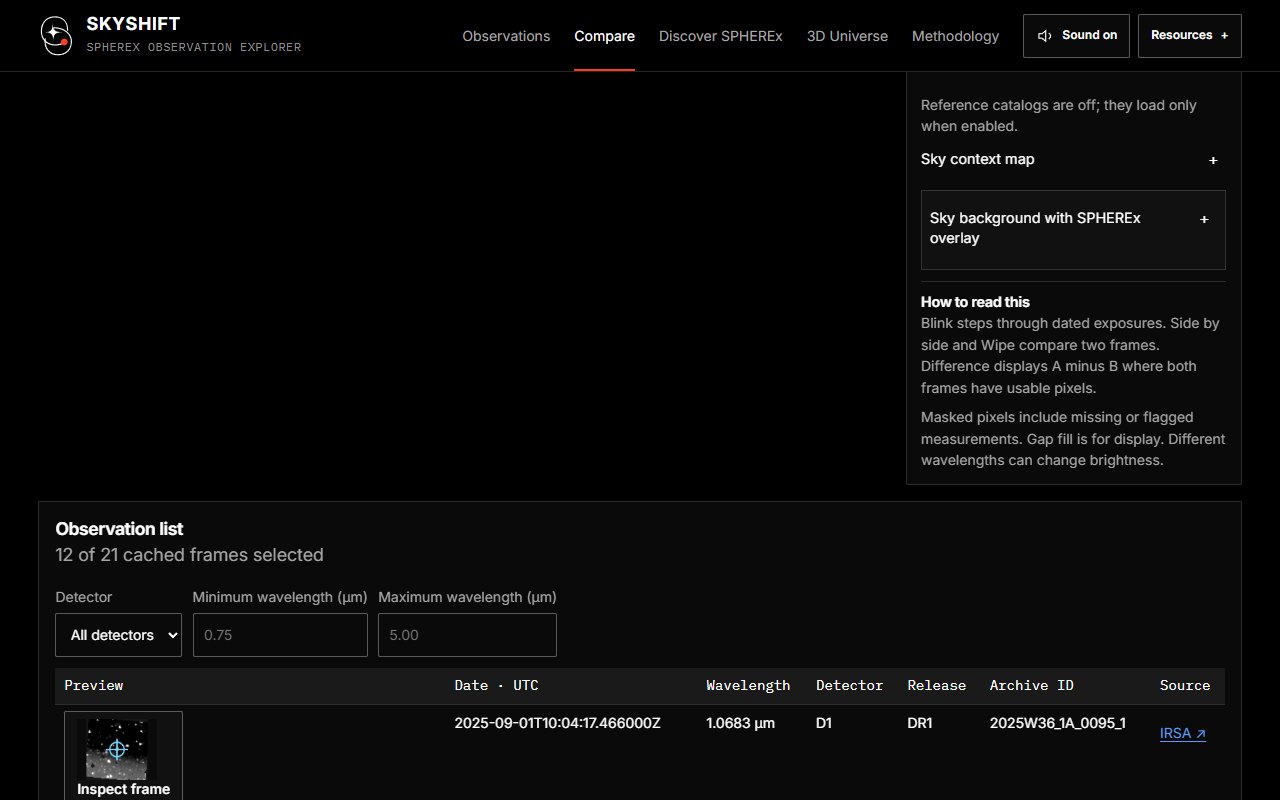 SKYSHIFT
SPHEREX OBSERVATION EXPLORER
Observations
Compare
Discover SPHEREx
3D Universe
Methodology
Sound on
Resources +
Reference catalogs are off; they load only
when enabled.
Sky context map +
Sky background with SPHEREx +
overlay
How to read this
Blink steps through dated exposures. Side by
side and Wipe compare two frames.
Difference displays A minus B where both
frames have usable pixels.
Masked pixels include missing or flagged
measurements. Gap fill is for display. Different
wavelengths can change brightness.
Observation list
12 of 21 cached frames selected
Detector Minimum wavelength (µm) Maximum wavelength (µm)
All detectors 0.75 5.00
Preview Date · UTC Wavelength Detector Release Archive ID Source
2025-09-01T10:04:17.466000Z 1.0683 µm D1 DR1 2025W36_1A_0095_1 IRSA ↗
Inspect frame